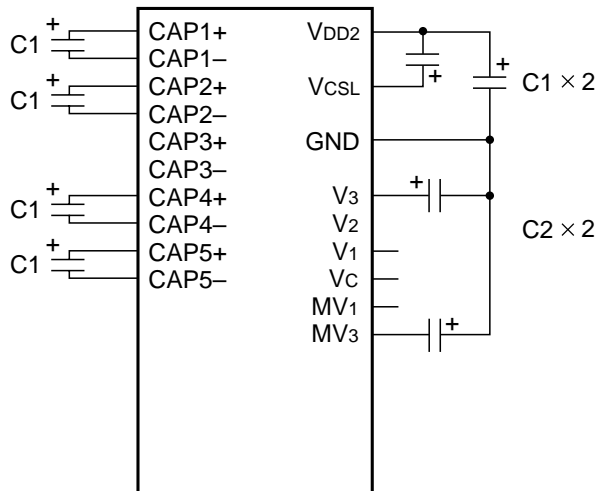 C1
+
CAP1+
CAP1–
C1
+
CAP2+
CAP2–
CAP3+
CAP3–
C1
+
CAP4+
CAP4–
C1
+
CAP5+
CAP5–
VDD2
VCSL
GND
V3
V2
V1
VC
MV1
MV3
+
+
C1 × 2
+
C2 × 2
+